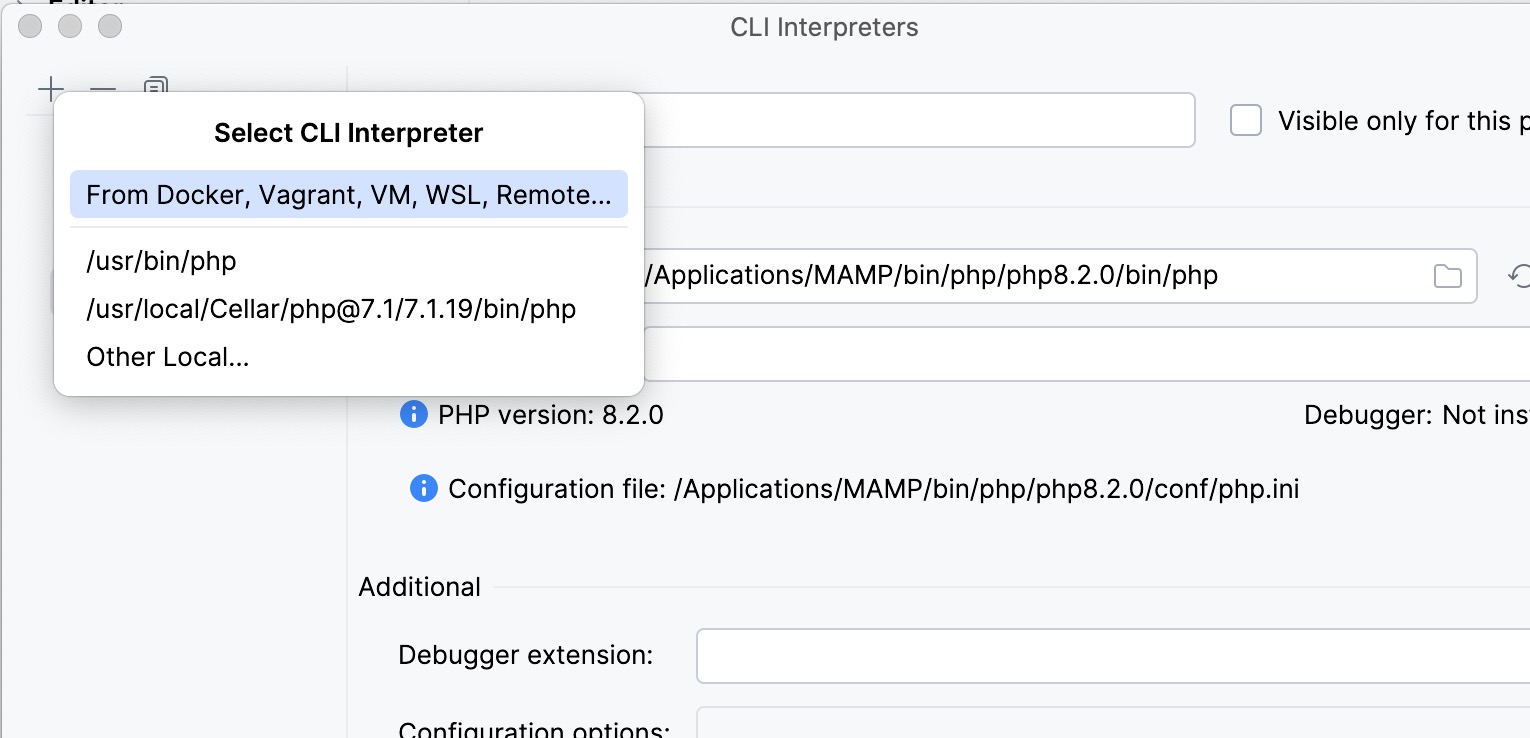 CLI Interpreters
Select CLI Interpreter
From Docker, Vagrant, VM, WSL, Remote...
/usr/bin/php
/usr/local/Cellar/php@7.1/7.1.19/bin/php
Other Local...
Visible only for this
/Applications/MAMP/bin/php/php8.2.0/bin/php
PHP version: 8.2.0
Debugger: Not
Configuration file: /Applications/MAMP/bin/php/php8.2.0/conf/php.ini
Additional
Debugger extension:
Configuration options: